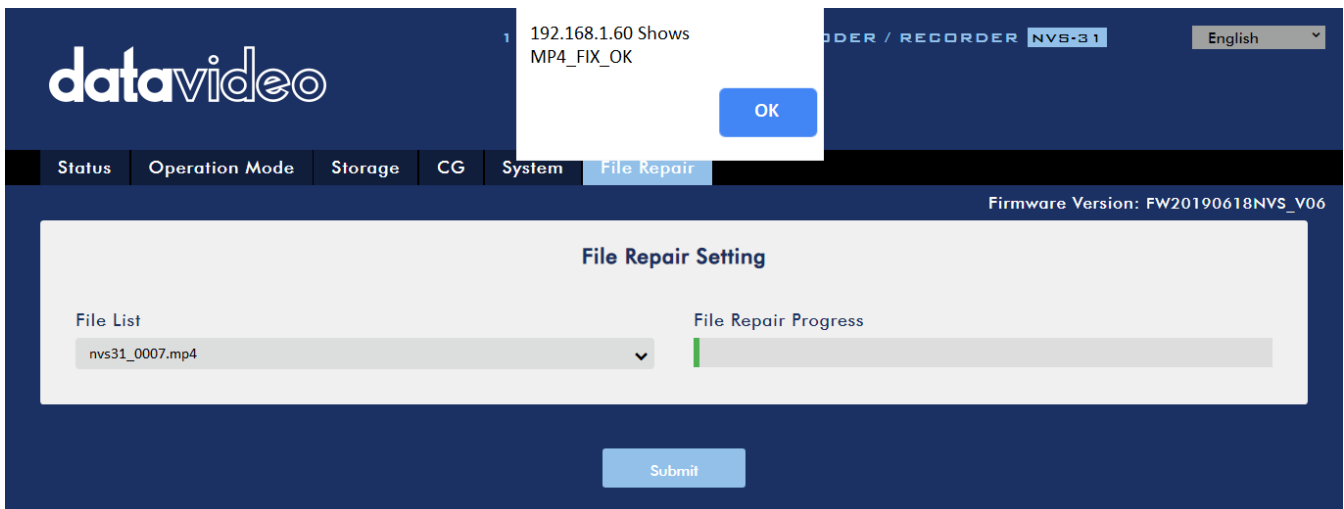 192.168.1.60 Shows
MP4_FIX_OK
OK
datavideo
RECORDER NVS-31
English
Status Operation Mode Storage CG System File Repair
Firmware Version: FW20190618NVS_V06
File Repair Setting
File List
File Repair Progress
nvs31_0007.mp4
Submit